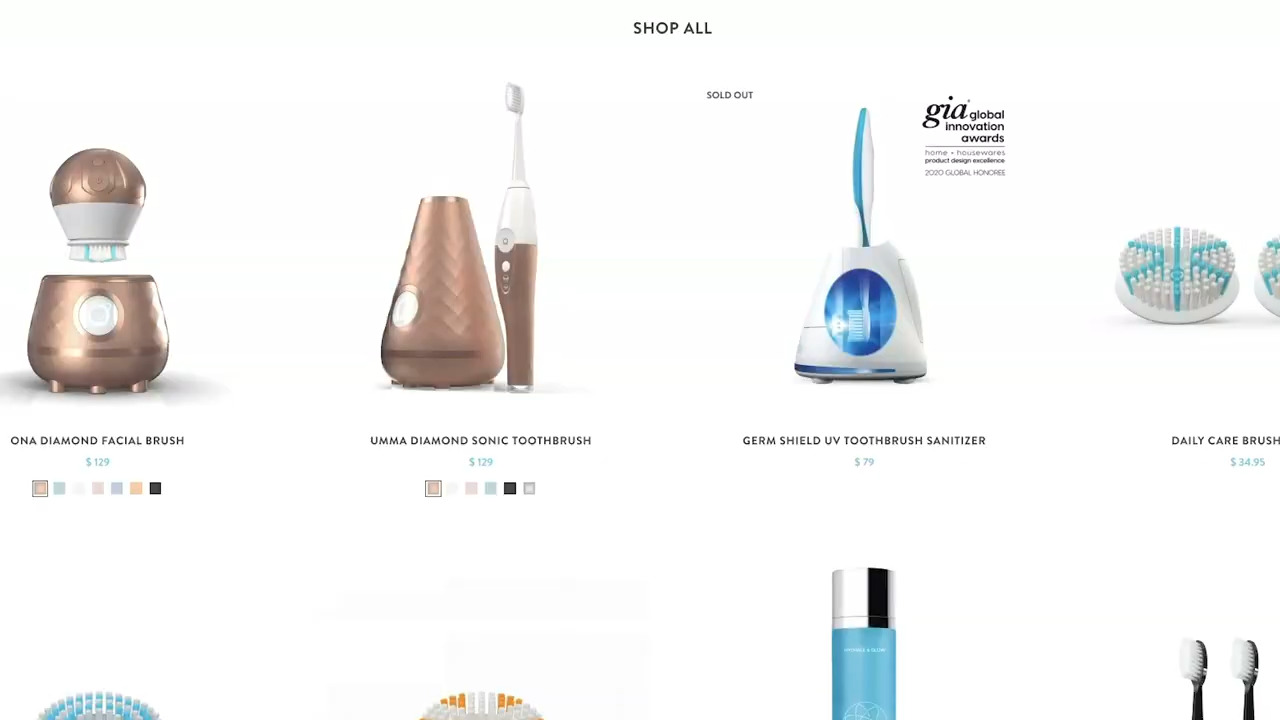 SHOP ALL
SOLD OUT
gia global
innovation
awards
home + housewares
product design excellence
2020 GLOBAL HONOREE
ONA DIAMOND FACIAL BRUSH
$ 129
UMMA DIAMOND SONIC TOOTHBRUSH
$ 129
GERM SHIELD UV TOOTHBRUSH SANITIZER
$ 79
DAILY CARE BRUSH
$ 34.95